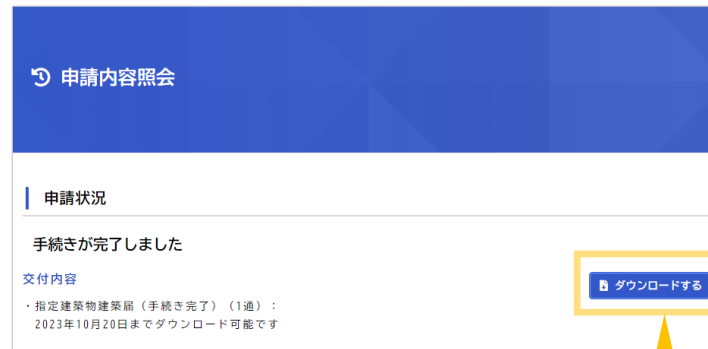 申請内容照会
申請状況
手続きが完了しました
交付内容
・指定建築物建築届（手続き完了）（1通）：
2023年10月20日までダウンロード可能です
ダウンロードする